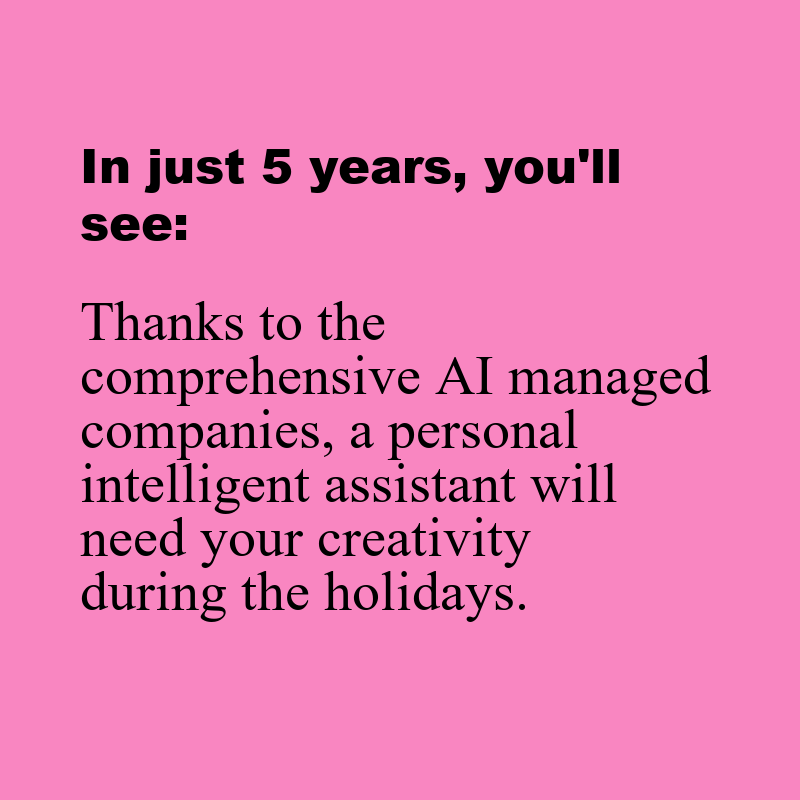 In just 5 years, you'll
see:
Thanks to the
comprehensive AI managed
companies, a personal
intelligent assistant will
need your creativity
during the holidays.